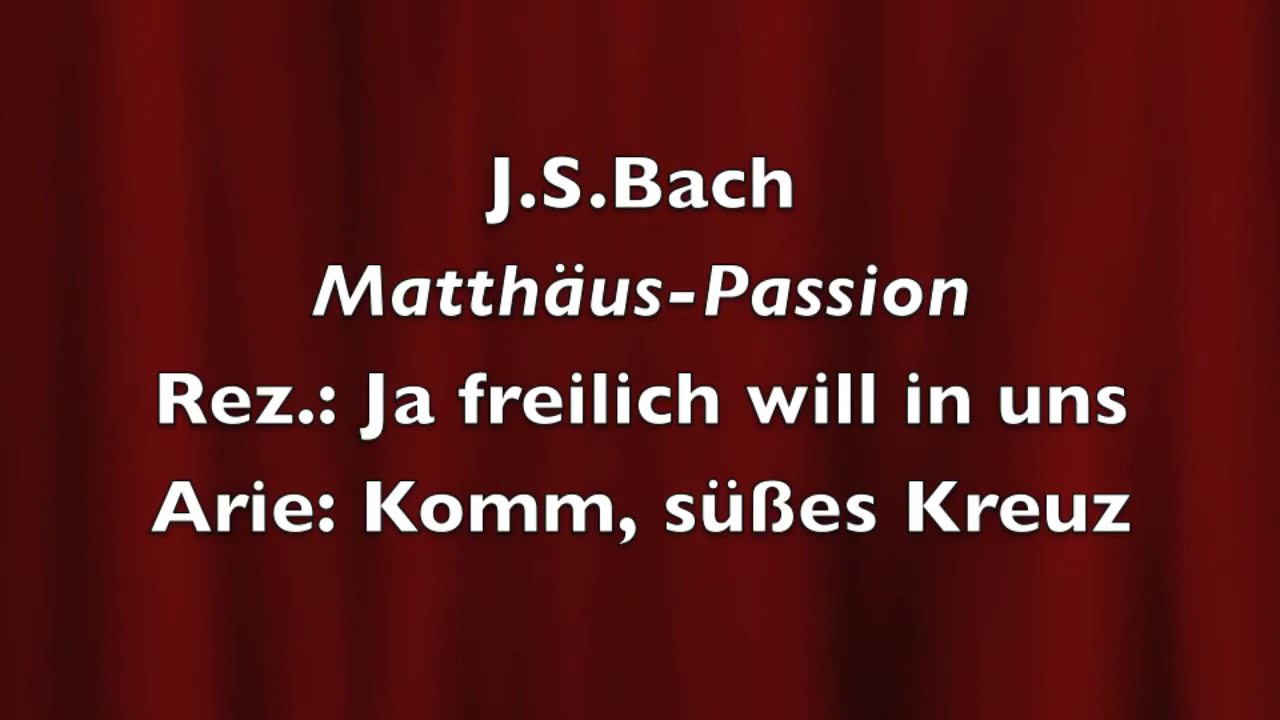 J.S.Bach
Matthäus-Passion
Rez.: Ja freilich will in uns
Arie: Komm, süßes Kreuz